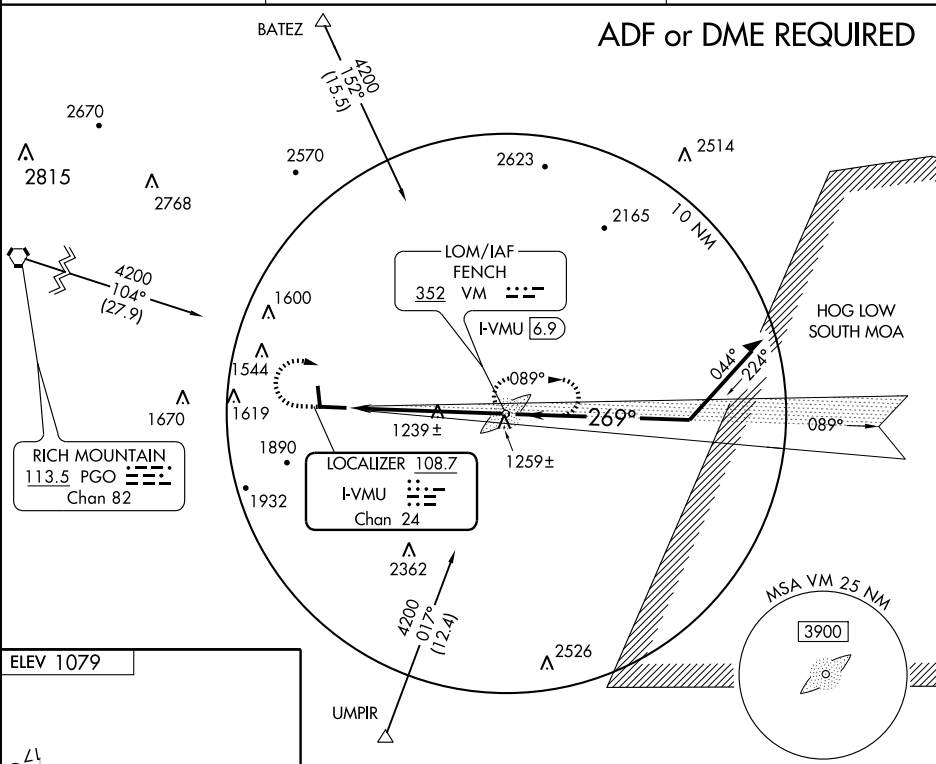 ADF or DME REQUIRED
BATEZ
4200
152°
(15.5)
2670
2815
2768
2570
2623
2514
2165
10 NM
4200
104°
(27.9)
LOM/IAF
FENCH
352 VM
I-VMU 6.9
HOG LOW
SOUTH MOA
1600
1544
1670
1619
089°
044°
224°
269°
089°
1239±
1259±
RICH MOUNTAIN
113.5 PGO
Chan 82
1890
1932
LOCALIZER 108.7
I-VMU
Chan 24
2362
4200
017°
(12.4)
2526
UMPIR
MSA VM 25 NM
3900
ELEV 1079
17